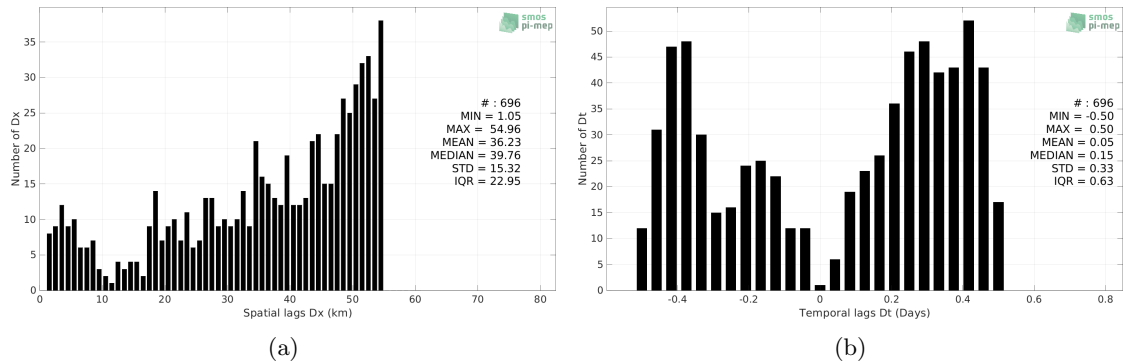 smos
pi-mep
35
30
25
20
15
10
5
0
Number of Dx
# : 696
MIN = 1.05
MAX = 54.96
MEAN = 36.23
MEDIAN = 39.76
STD = 15.32
IQR = 22.95
0 10 20 30 40 50 60 70 80
Spatial lags Dx (km)
(a)
smos
pi-mep
50
45
40
35
30
25
20
15
10
5
0
Number of Dt
# : 696
MIN = -0.50
MAX = 0.50
MEAN = 0.05
MEDIAN = 0.15
STD = 0.33
IQR = 0.63
-0.4 -0.2 0 0.2 0.4 0.6 0.8
Temporal lags Dt (Days)
(b)